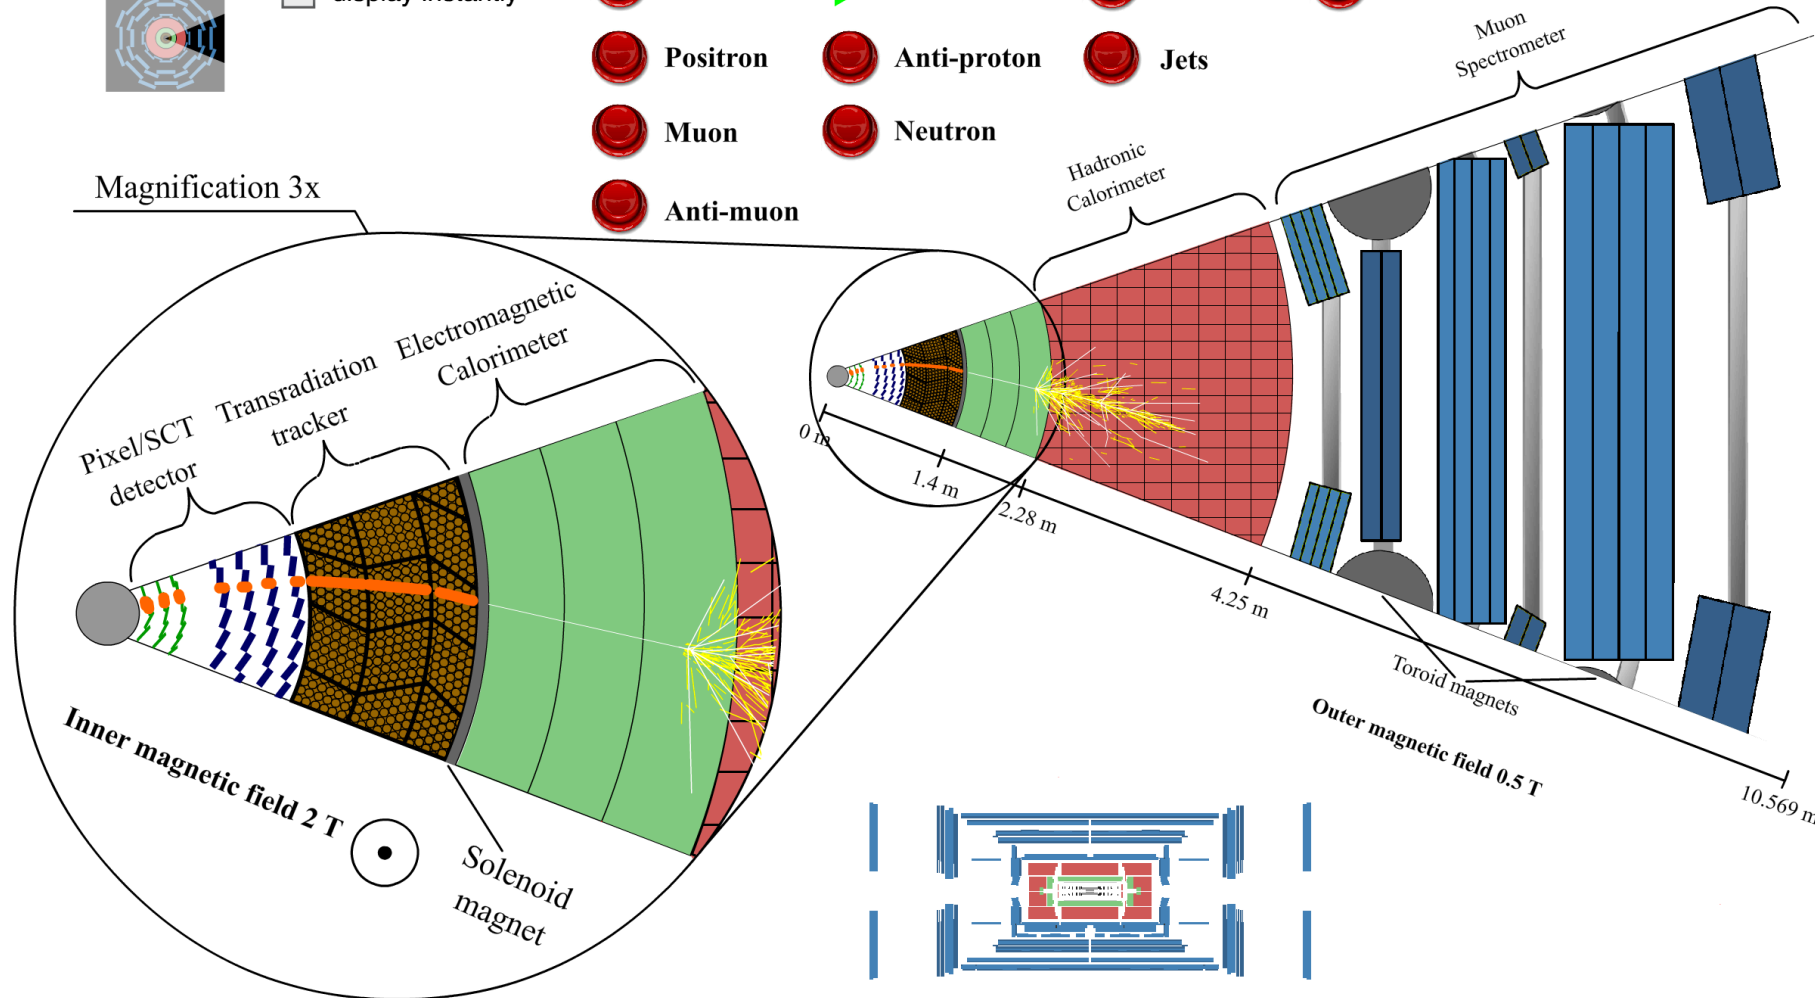 display instantly
Positron
Anti-proton
Jets
Muon
Neutron
Anti-muon
Muon
Spectrometer
Hadronic
Calorimeter
Magnification 3x
Electromagnetic
Calorimeter
Transradiation
tracker
Pixel/SCT
detector
0 m
1.4 m
2.28 m
4.25 m
10.569 m
Toroid magnets
Outer magnetic field 0.5 T
Inner magnetic field 2 T
Solenoid
magnet